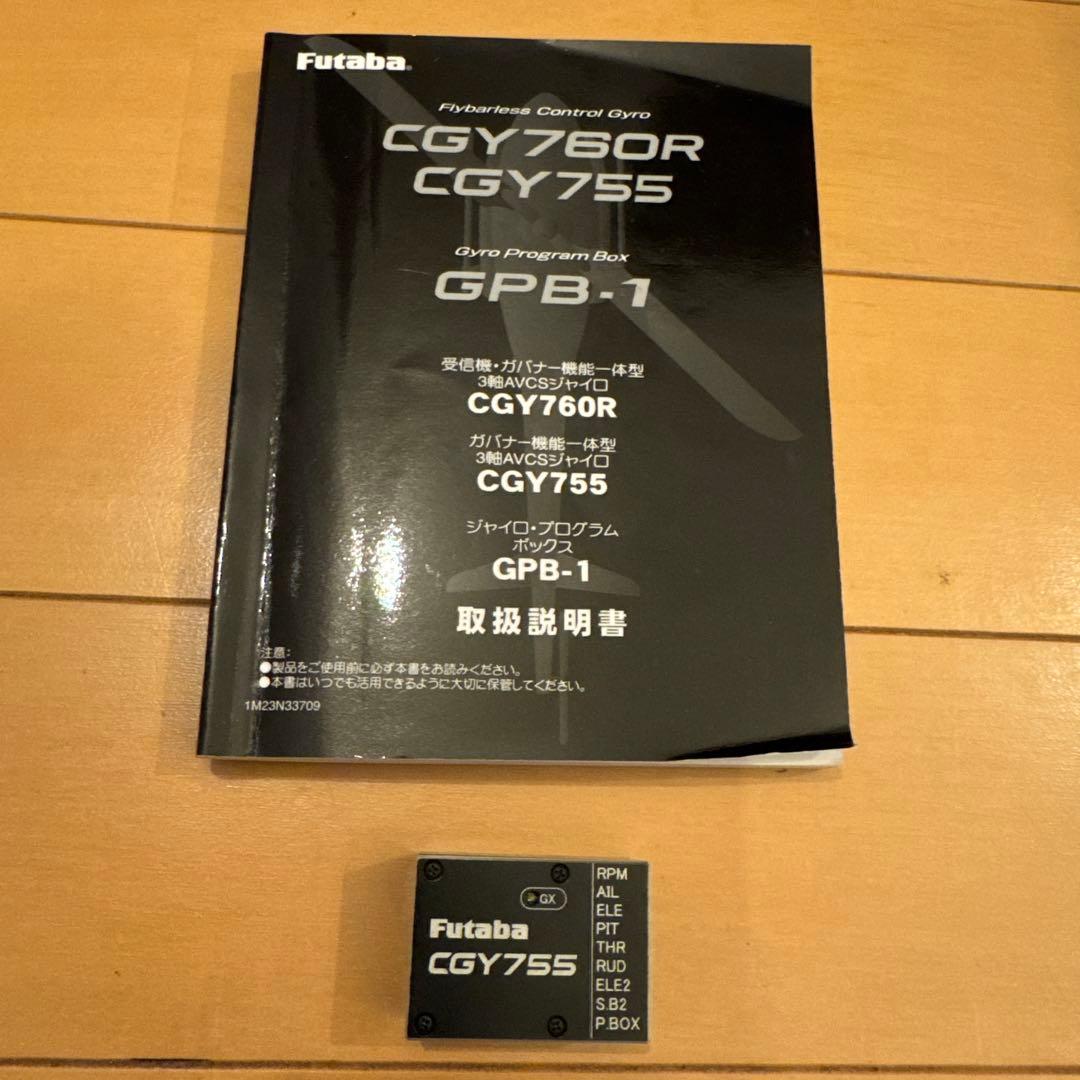 Futaba®
Flybarless Control Gyro
CGY760R
CGY755
Gyro Program Box
GPB-1
受信機・ガバナー機能一体型
3軸AVCSジャイロ
CGY760R
ガバナー機能一体型
3軸AVCSジャイロ
CGY755
ジャイロ・プログラム
ボックス
GPB-1
取扱説明書
注意:
●製品をご使用前に必ず本書をお読みください。
●本書はいつでも活用できるように大切に保管してください。
1M23N33709
GX
Futaba
CGY755
RPM
AIL
ELE
PIT
THR
RUD
ELE2
S.B2
P.BOX